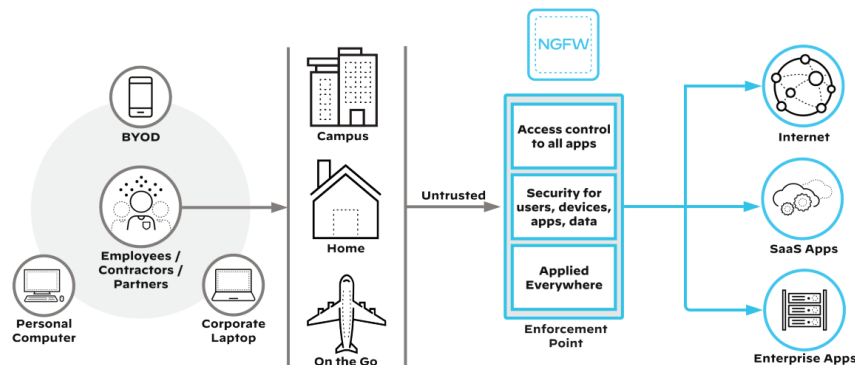 BYOD
Employees /
Contractors /
Partners
Personal
Computer
Corporate
Laptop
Campus
Home
On the Go
Untrusted
NGFW
Access control
to all apps
Security for
users, devices,
apps, data
Applied
Everywhere
Enforcement
Point
Internet
SaaS Apps
Enterprise Apps